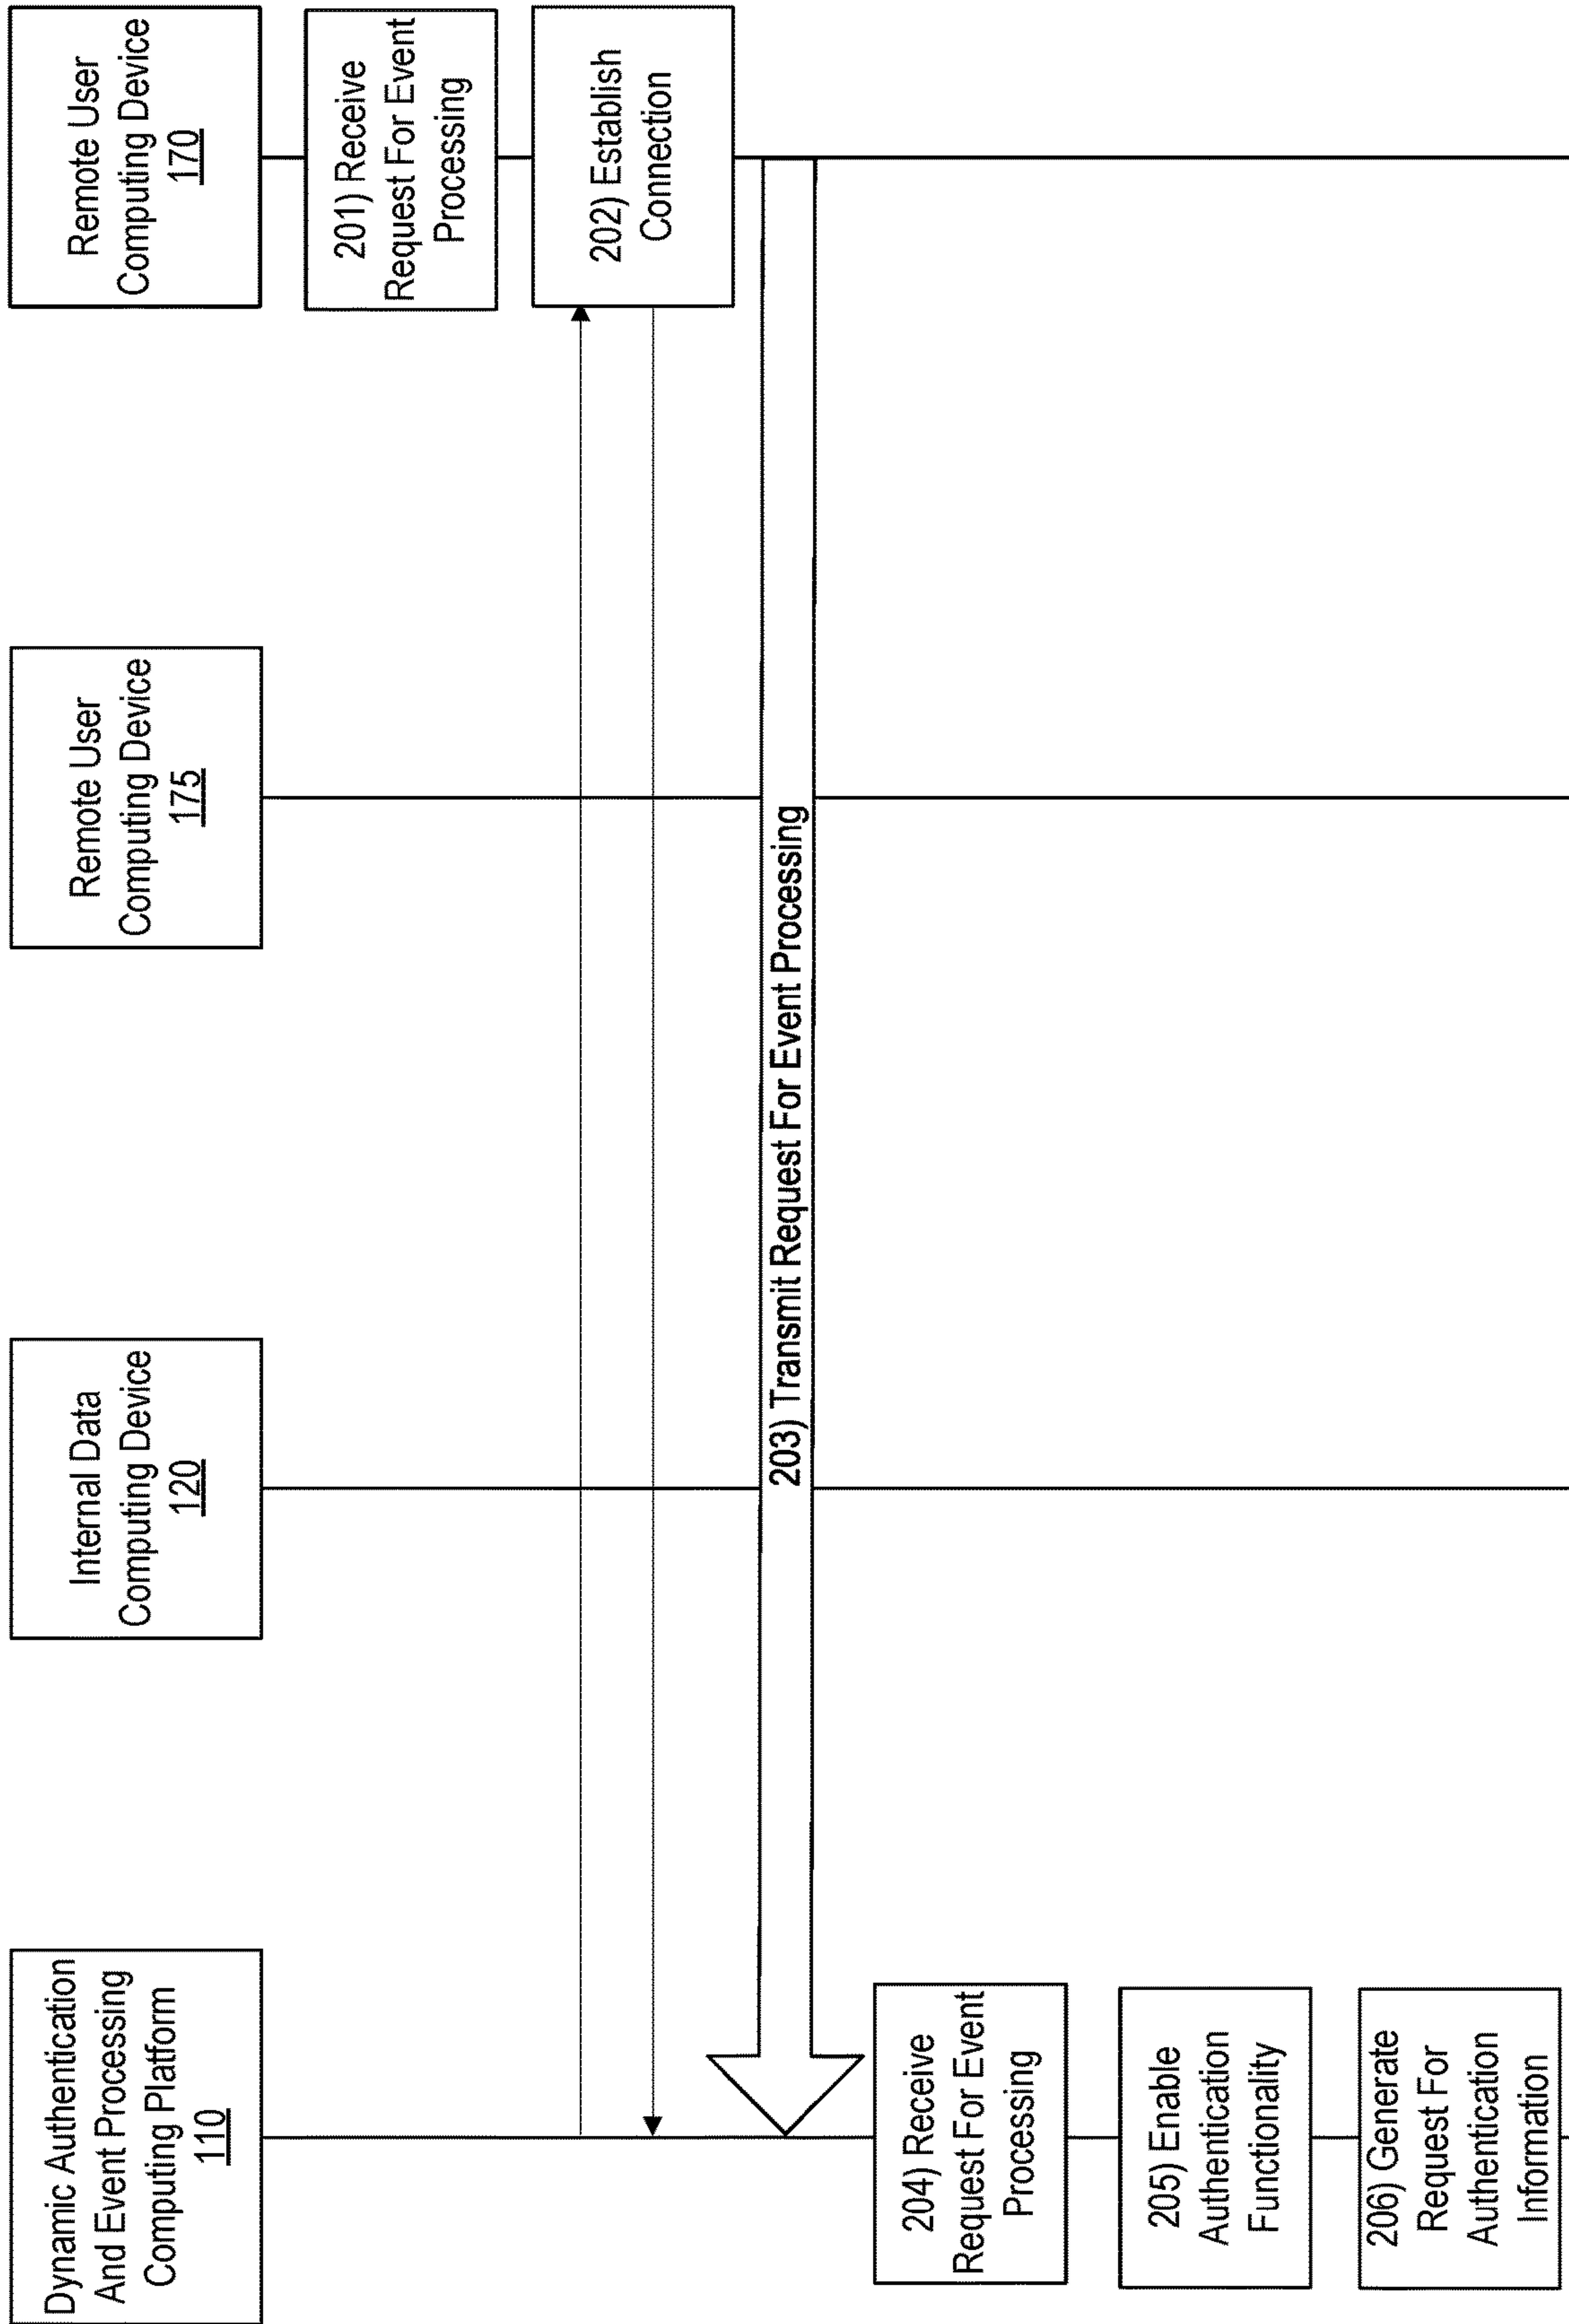 Dynamic Authentication
And Event Processing
Computing Platform
110
Internal Data
Computing Device
120
Remote User
Computing Device
175
Remote User
Computing Device
170
201) Receive
Request For Event
Processing
202) Establish
Connection
203) Transmit Request For Event Processing
204) Receive
Request For Event
Processing
205) Enable
Authentication
Functionality
206) Generate
Request For
Authentication
Information